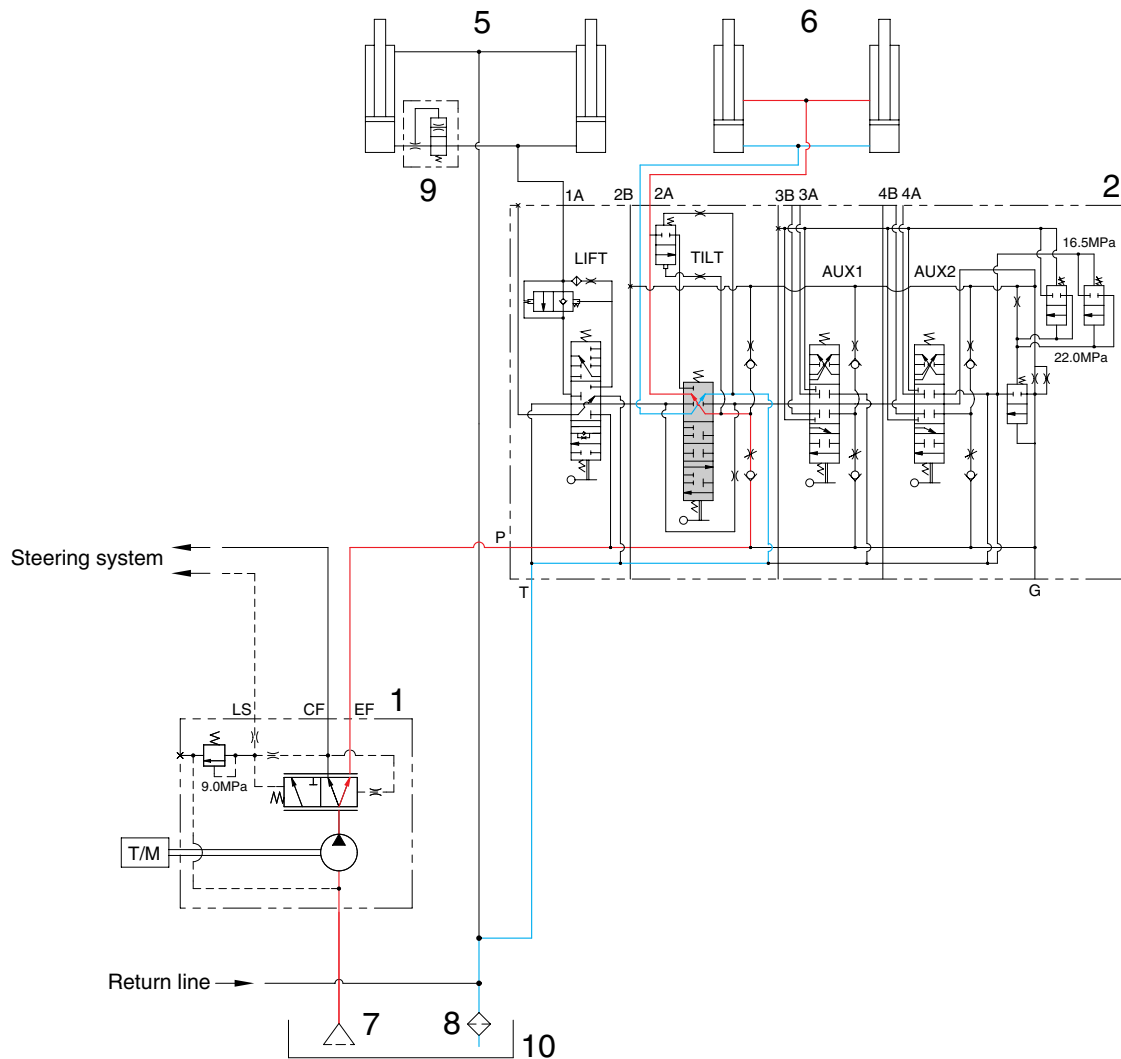 5
6
9
2
1A
2B
2A
3B
3A
4B
4A
LIFT
TILT
AUX1
AUX2
16.5MPa
22.0MPa
P
T
G
Steering system
1
LS
CF
EF
9.0MPa
T/M
Return line
7
8
10